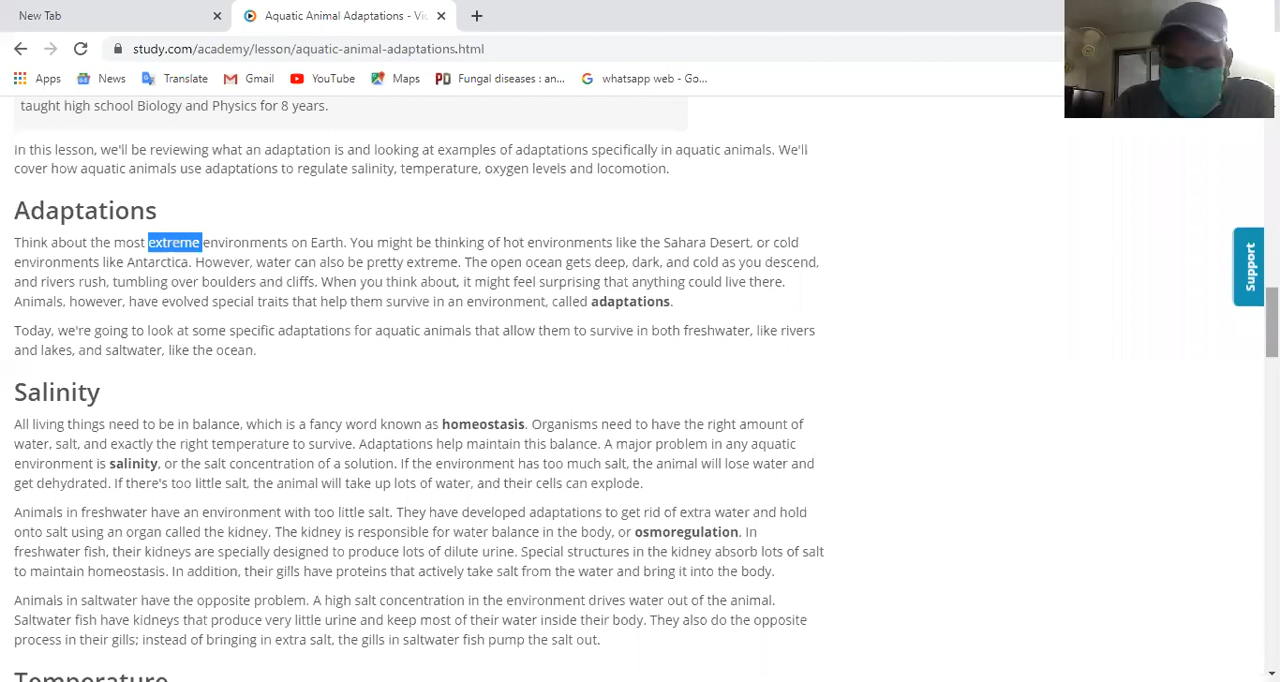 New Tab
Aquatic Animal Adaptations - Vi
study.com/academy/lesson/aquatic-animal-adaptations.html
Apps News Translate Gmail YouTube Maps PD Fungal diseases : an... whatsapp web - Go...
taught high school Biology and Physics for 8 years.
In this lesson, we'll be reviewing what an adaptation is and looking at examples of adaptations specifically in aquatic animals. We'll
cover how aquatic animals use adaptations to regulate salinity, temperature, oxygen levels and locomotion.
Adaptations
Think about the most extreme environments on Earth. You might be thinking of hot environments like the Sahara Desert, or cold
environments like Antarctica. However, water can also be pretty extreme. The open ocean gets deep, dark, and cold as you descend,
and rivers rush, tumbling over boulders and cliffs. When you think about, it might feel surprising that anything could live there.
Animals, however, have evolved special traits that help them survive in an environment, called adaptations.
Today, we're going to look at some specific adaptations for aquatic animals that allow them to survive in both freshwater, like rivers
and lakes, and saltwater, like the ocean.
Support
Salinity
All living things need to be in balance, which is a fancy word known as homeostasis. Organisms need to have the right amount of
water, salt, and exactly the right temperature to survive. Adaptations help maintain this balance. A major problem in any aquatic
environment is salinity, or the salt concentration of a solution. If the environment has too much salt, the animal will lose water and
get dehydrated. If there's too little salt, the animal will take up lots of water, and their cells can explode.
Animals in freshwater have an environment with too little salt. They have developed adaptations to get rid of extra water and hold
onto salt using an organ called the kidney. The kidney is responsible for water balance in the body, or osmoregulation. In
freshwater fish, their kidneys are specially designed to produce lots of dilute urine. Special structures in the kidney absorb lots of salt
to maintain homeostasis. In addition, their gills have proteins that actively take salt from the water and bring it into the body.
Animals in saltwater have the opposite problem. A high salt concentration in the environment drives water out of the animal.
Saltwater fish have kidneys that produce very little urine and keep most of their water inside their body. They also do the opposite
process in their gills; instead of bringing in extra salt, the gills in saltwater fish pump the salt out.
Temperature